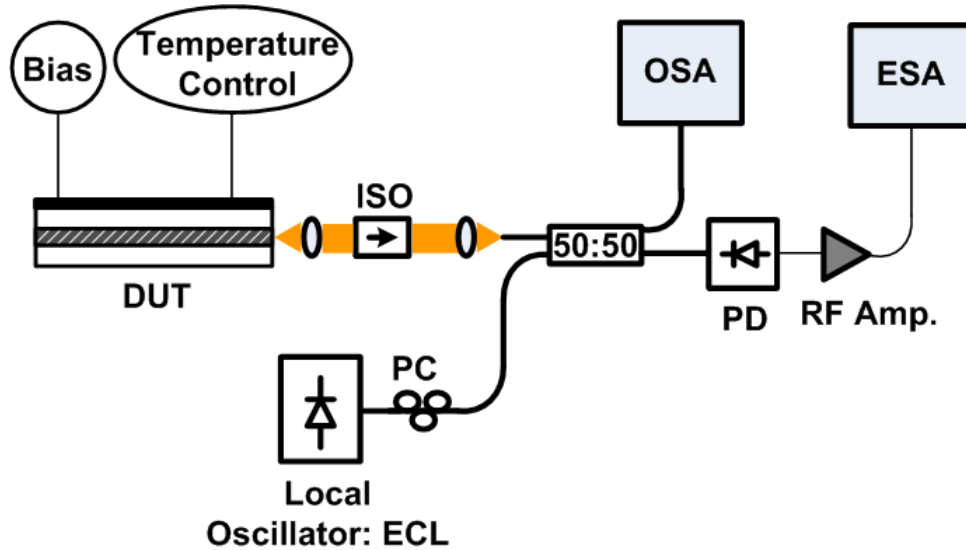 Bias
Temperature
Control
OSA
ESA
ISO
50:50
DUT
PD
RF Amp.
PC
Local
Oscillator: ECL